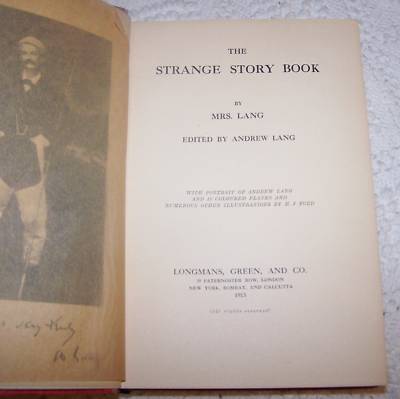 THE
STRANGE STORY BOOK
BY
MRS. LANG
EDITED BY ANDREW LANG
WITH PORTRAIT OF ANDREW LANG
AND 12 COLOURED PLATES AND
NUMEROUS OTHER ILLUSTRATIONS BY H. J. FORD
LONGMANS, GREEN, AND CO.
39 PATERNOSTER ROW, LONDON
NEW YORK, BOMBAY, AND CALCUTTA
1913
[All rights reserved]